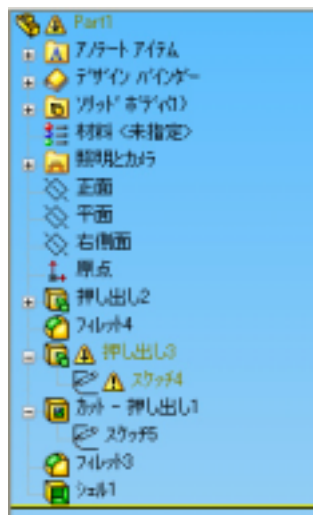 Part1
アノテート アイテム
デザイン バインダー
ソリッド ボディ(1)
材料 <未指定>
照明とカメラ
正面
平面
右側面
原点
押し出し2
フィレット4
押し出し3
スケッチ4
カット - 押し出し1
スケッチ5
フィレット3
シェル1